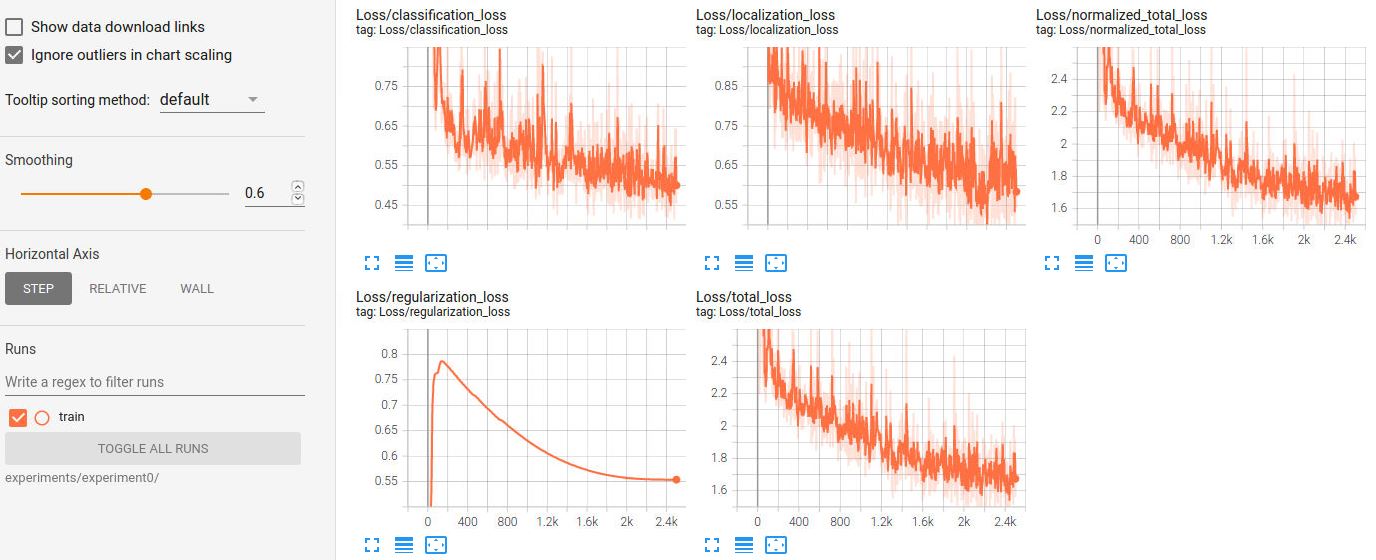 Show data download links
Ignore outliers in chart scaling
Tooltip sorting method: default
Smoothing
0.6
Horizontal Axis
STEP RELATIVE WALL
Runs
Write a regex to filter runs
train
TOGGLE ALL RUNS
experiments/experiment0/
Loss/classification_loss
tag: Loss/classification_loss
0.75
0.65
0.55
0.45
Loss/localization_loss
tag: Loss/localization_loss
0.85
0.75
0.65
0.55
Loss/normalized_total_loss
tag: Loss/normalized_total_loss
2.4
2.2
2
1.8
1.6
0 400 800 1.2k 1.6k 2k 2.4k
Loss/regularization_loss
tag: Loss/regularization_loss
0.8
0.75
0.7
0.65
0.6
0.55
0 400 800 1.2k 1.6k 2k 2.4k
Loss/total_loss
tag: Loss/total_loss
2.4
2.2
2
1.8
1.6
0 400 800 1.2k 1.6k 2k 2.4k